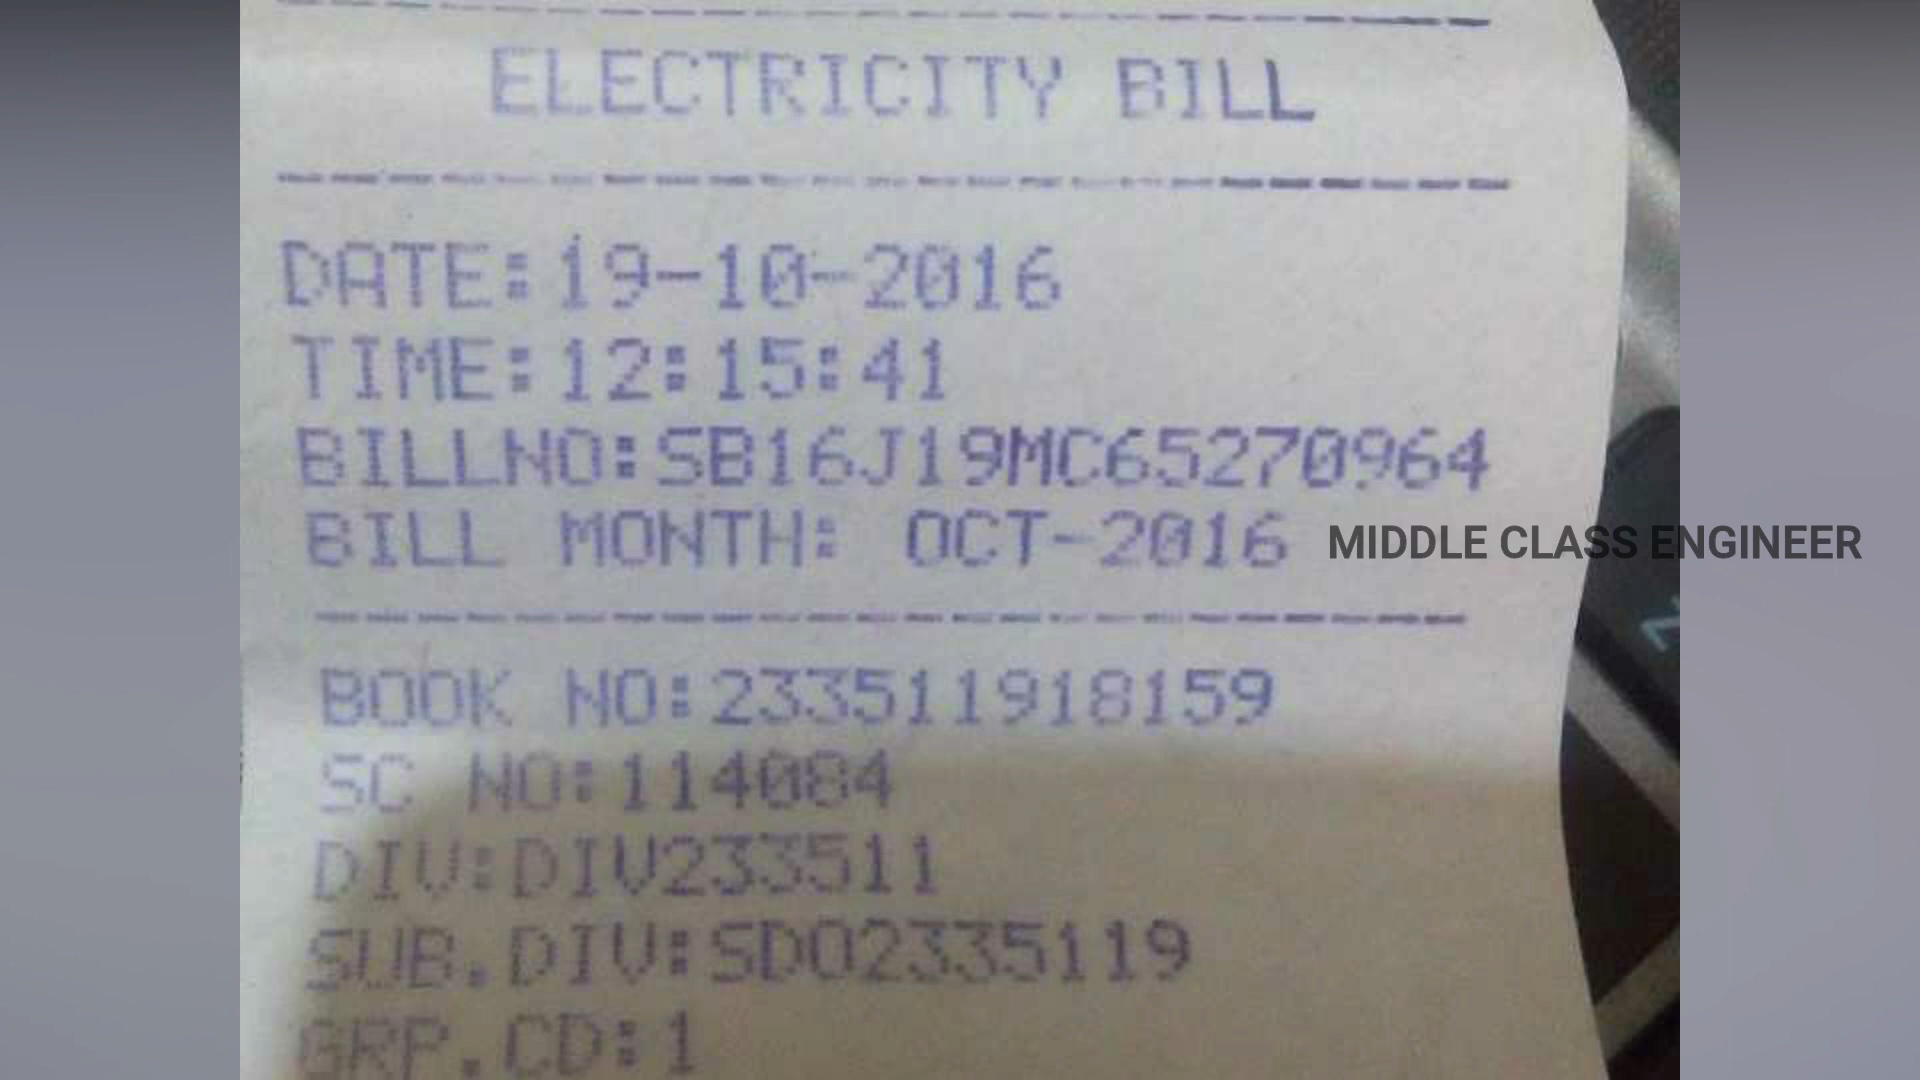 ELECTRICITY BILL
DATE:19-10-2016
TIME:12:15:41
BILLNO:SB16J19MC65270964
BILL MONTH: OCT-2016
MIDDLE CLASS ENGINEER
BOOK NO:233511918159
SC NO:114084
DIV:DIV233511
SUB.DIV:SDO2335119
GRP.CD:1